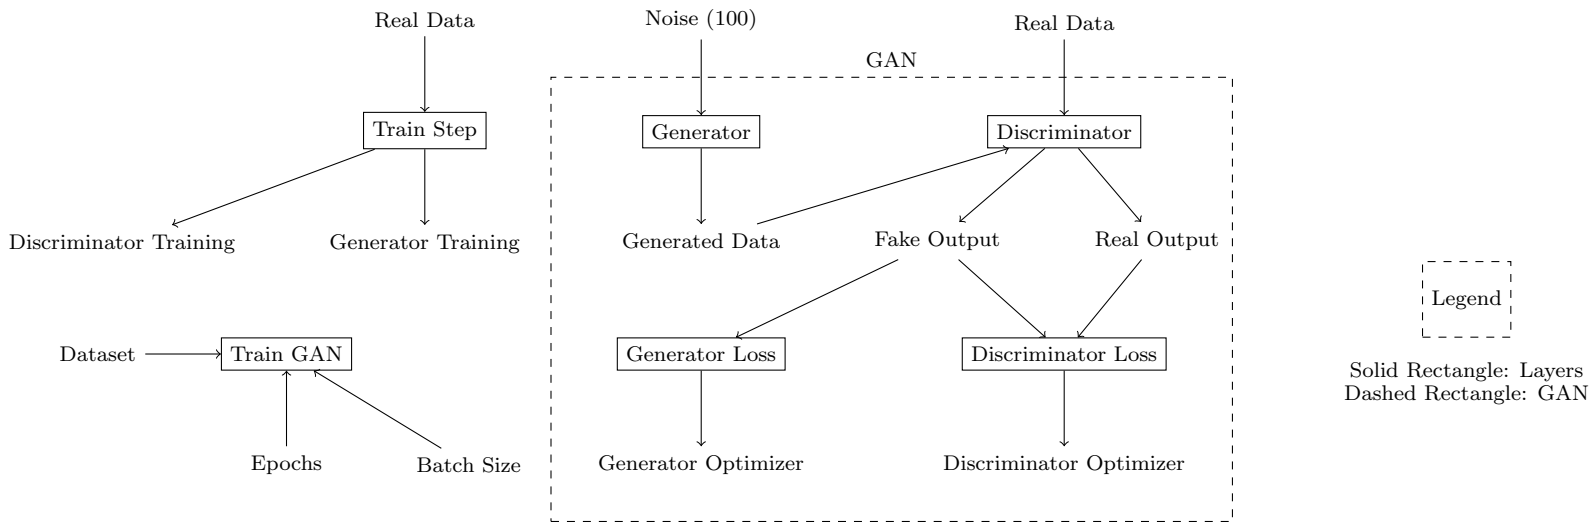 Real Data
Noise (100)
Real Data
GAN
Train Step
Generator
Discriminator
Discriminator Training
Generator Training
Generated Data
Fake Output
Real Output
Legend
Dataset
Train GAN
Generator Loss
Discriminator Loss
Solid Rectangle: Layers
Dashed Rectangle: GAN
Epochs
Batch Size
Generator Optimizer
Discriminator Optimizer